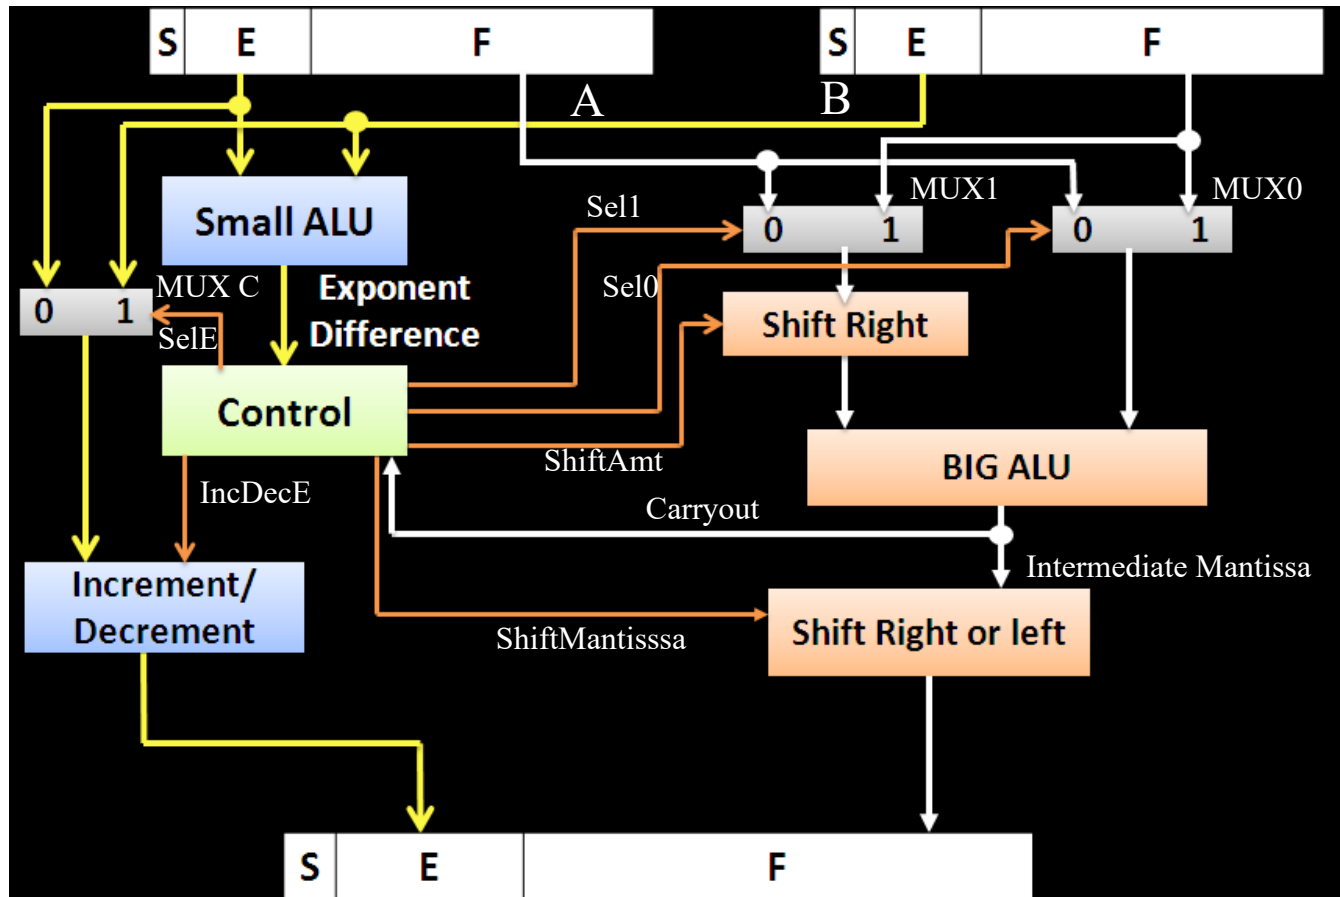 S E F
S E F
A
B
MUX1
MUX0
Small ALU
Sel1
0 1
0 1
MUX C
Exponent
Difference
Sel0
0 1
SelE
Shift Right
Control
ShiftAmt
BIG ALU
IncDecE
Carryout
Intermediate Mantissa
Increment/
Decrement
ShiftMantisssa
Shift Right or left
S E F